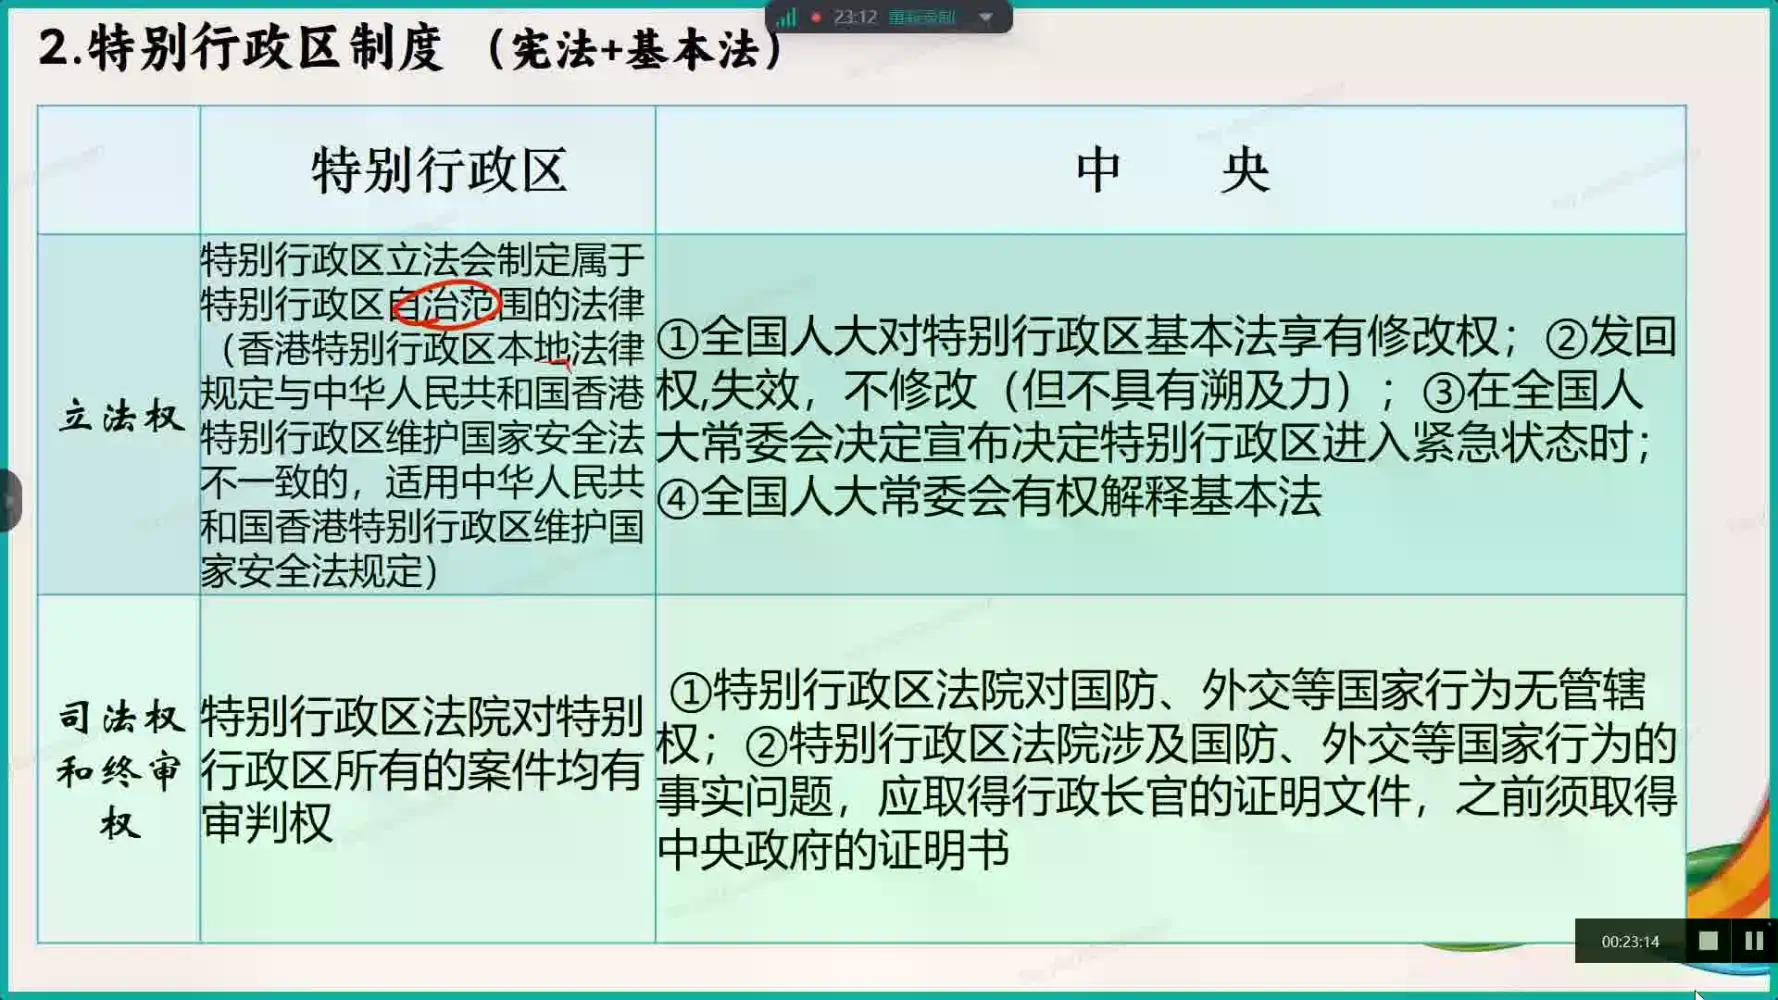 23:12
2.特别行政区制度 （宪法+基本法）
特别行政区
中 央
立法权
特别行政区立法会制定属于
特别行政区自治范围的法律
（香港特别行政区本地法律
规定与中华人民共和国香港
特别行政区维护国家安全法
不一致的，适用中华人民共
和国香港特别行政区维护国
家安全法规定）
①全国人大对特别行政区基本法享有修改权；②发回
权,失效，不修改（但不具有溯及力）；③在全国人
大常委会决定宣布决定特别行政区进入紧急状态时；
④全国人大常委会有权解释基本法
司法权
和终审
权
特别行政区法院对特别
行政区所有的案件均有
审判权
①特别行政区法院对国防、外交等国家行为无管辖
权；②特别行政区法院涉及国防、外交等国家行为的
事实问题，应取得行政长官的证明文件，之前须取得
中央政府的证明书
00:23:14